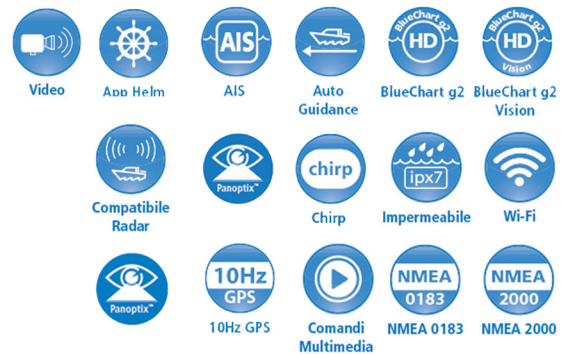 Video
App Helm
AIS
AIS
Auto
Guidance
BlueChart g2
HD
BlueChart g2
BlueChart g2
HD
Vision
BlueChart g2
Vision
Compatibile
Radar
Panoptix™
chirp
Chirp
ipx7
Impermeabile
Wi-Fi
Panoptix™
10Hz
GPS
10Hz GPS
Comandi
Multimedia
NMEA
0183
NMEA 0183
NMEA
2000
NMEA 2000